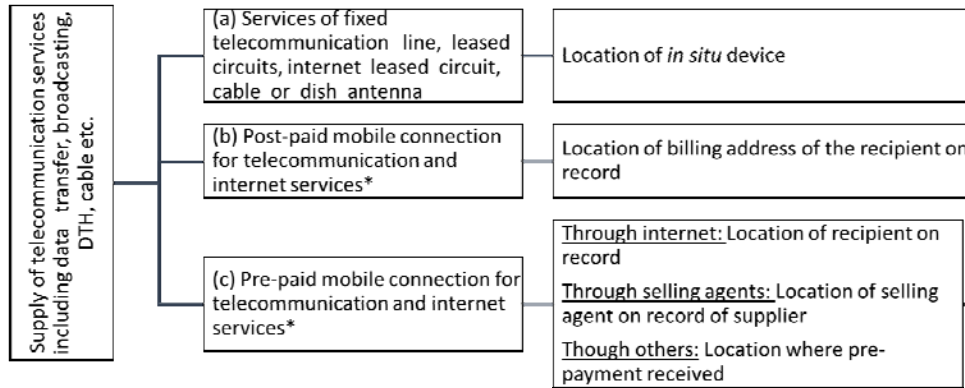 Supply of telecommunication services
including data transfer, broadcasting,
DTH, cable etc.
(a) Services of fixed
telecommunication line, leased
circuits, internet leased circuit,
cable or dish antenna
Location of in situ device
(b) Post-paid mobile connection
for telecommunication and
internet services*
Location of billing address of the recipient on
record
(c) Pre-paid mobile connection for
telecommunication and internet
services*
Through internet: Location of recipient on
record
Through selling agents: Location of selling
agent on record of supplier
Though others: Location where pre-
payment received